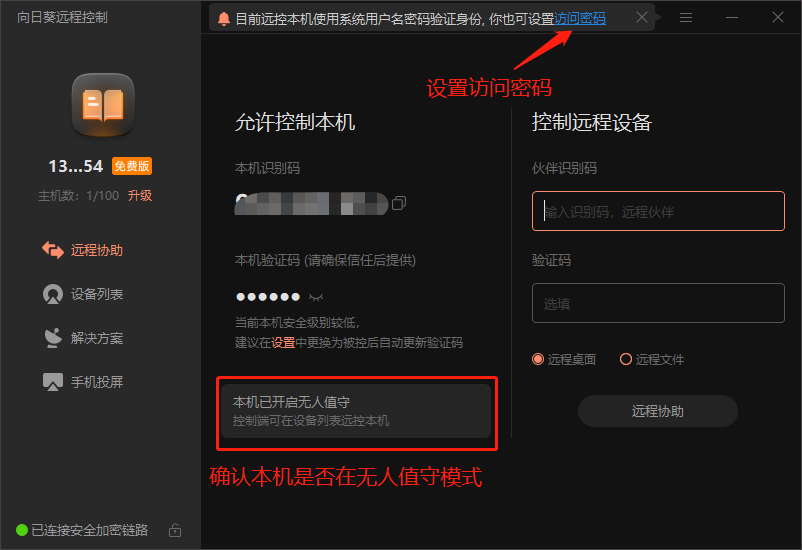 向日葵远程控制
目前远控本机使用系统用户名密码验证身份, 你也可设置访问密码
设置访问密码
13...54 免费版
主机数: 1/100 升级
远程协助
设备列表
解决方案
手机投屏
已连接安全加密链路
允许控制本机
本机识别码
本机验证码 (请确保信任后提供)
当前本机安全级别较低，
建议在设置中更换为被控后自动更新验证码
本机已开启无人值守
控制端可在设备列表远控本机
确认本机是否在无人值守模式
控制远程设备
伙伴识别码
输入识别码，远程伙伴
验证码
选填
远程桌面 远程文件
远程协助